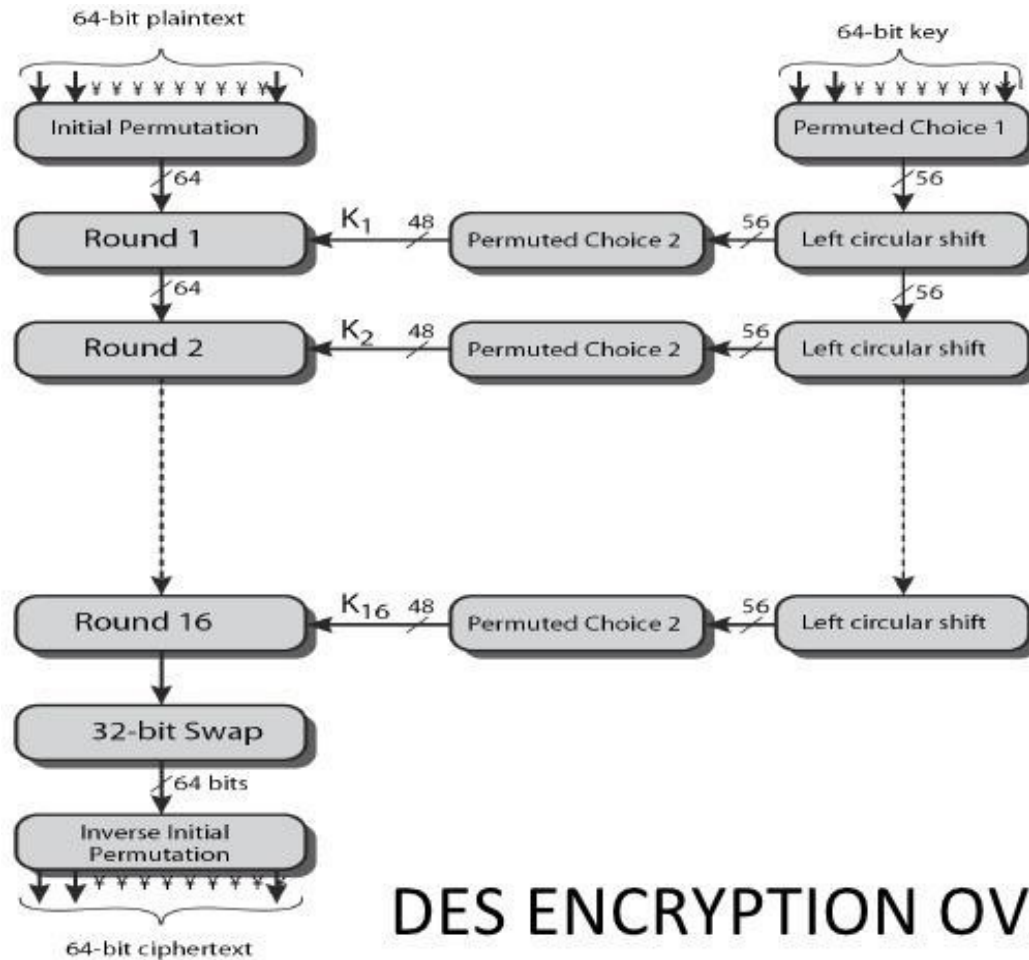 64-bit plaintext
64-bit key
¥ ¥ ¥ ¥ ¥ ¥ ¥ ¥ ¥
¥ ¥ ¥ ¥ ¥ ¥ ¥ ¥
Initial Permutation
Permuted Choice 1
64
56
Round 1
K1
48
Permuted Choice 2
56
Left circular shift
64
56
Round 2
K2
48
Permuted Choice 2
56
Left circular shift
Round 16
K16
48
Permuted Choice 2
56
Left circular shift
32-bit Swap
64 bits
Inverse Initial
Permutation
¥ ¥ ¥ ¥ ¥ ¥ ¥ ¥ ¥
64-bit ciphertext
DES ENCRYPTION OV